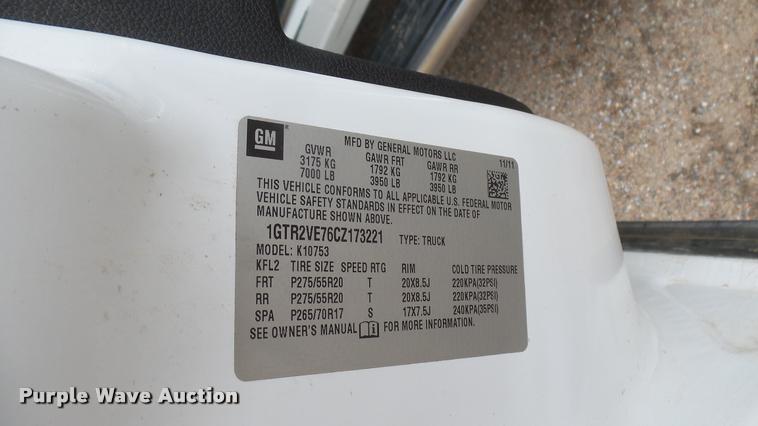 GM
MFD BY GENERAL MOTORS LLC
11/11
GVWR GAWR FRT GAWR RR
3175 KG 1792 KG 1792 KG
7000 LB 3950 LB 3950 LB
THIS VEHICLE CONFORMS TO ALL APPLICABLE U.S. FEDERAL MOTOR
VEHICLE SAFETY STANDARDS IN EFFECT ON THE DATE OF
MANUFACTURE SHOWN ABOVE.
1GTR2VE76CZ173221 TYPE: TRUCK
MODEL: K10753
KFL2 TIRE SIZE SPEED RTG RIM COLD TIRE PRESSURE
FRT P275/55R20 T 20X8.5J 220KPA(32PSI)
RR P275/55R20 T 20X8.5J 220KPA(32PSI)
SPA P265/70R17 S 17X7.5J 240KPA(35PSI)
SEE OWNER'S MANUAL FOR MORE INFORMATION.
Purple Wave Auction